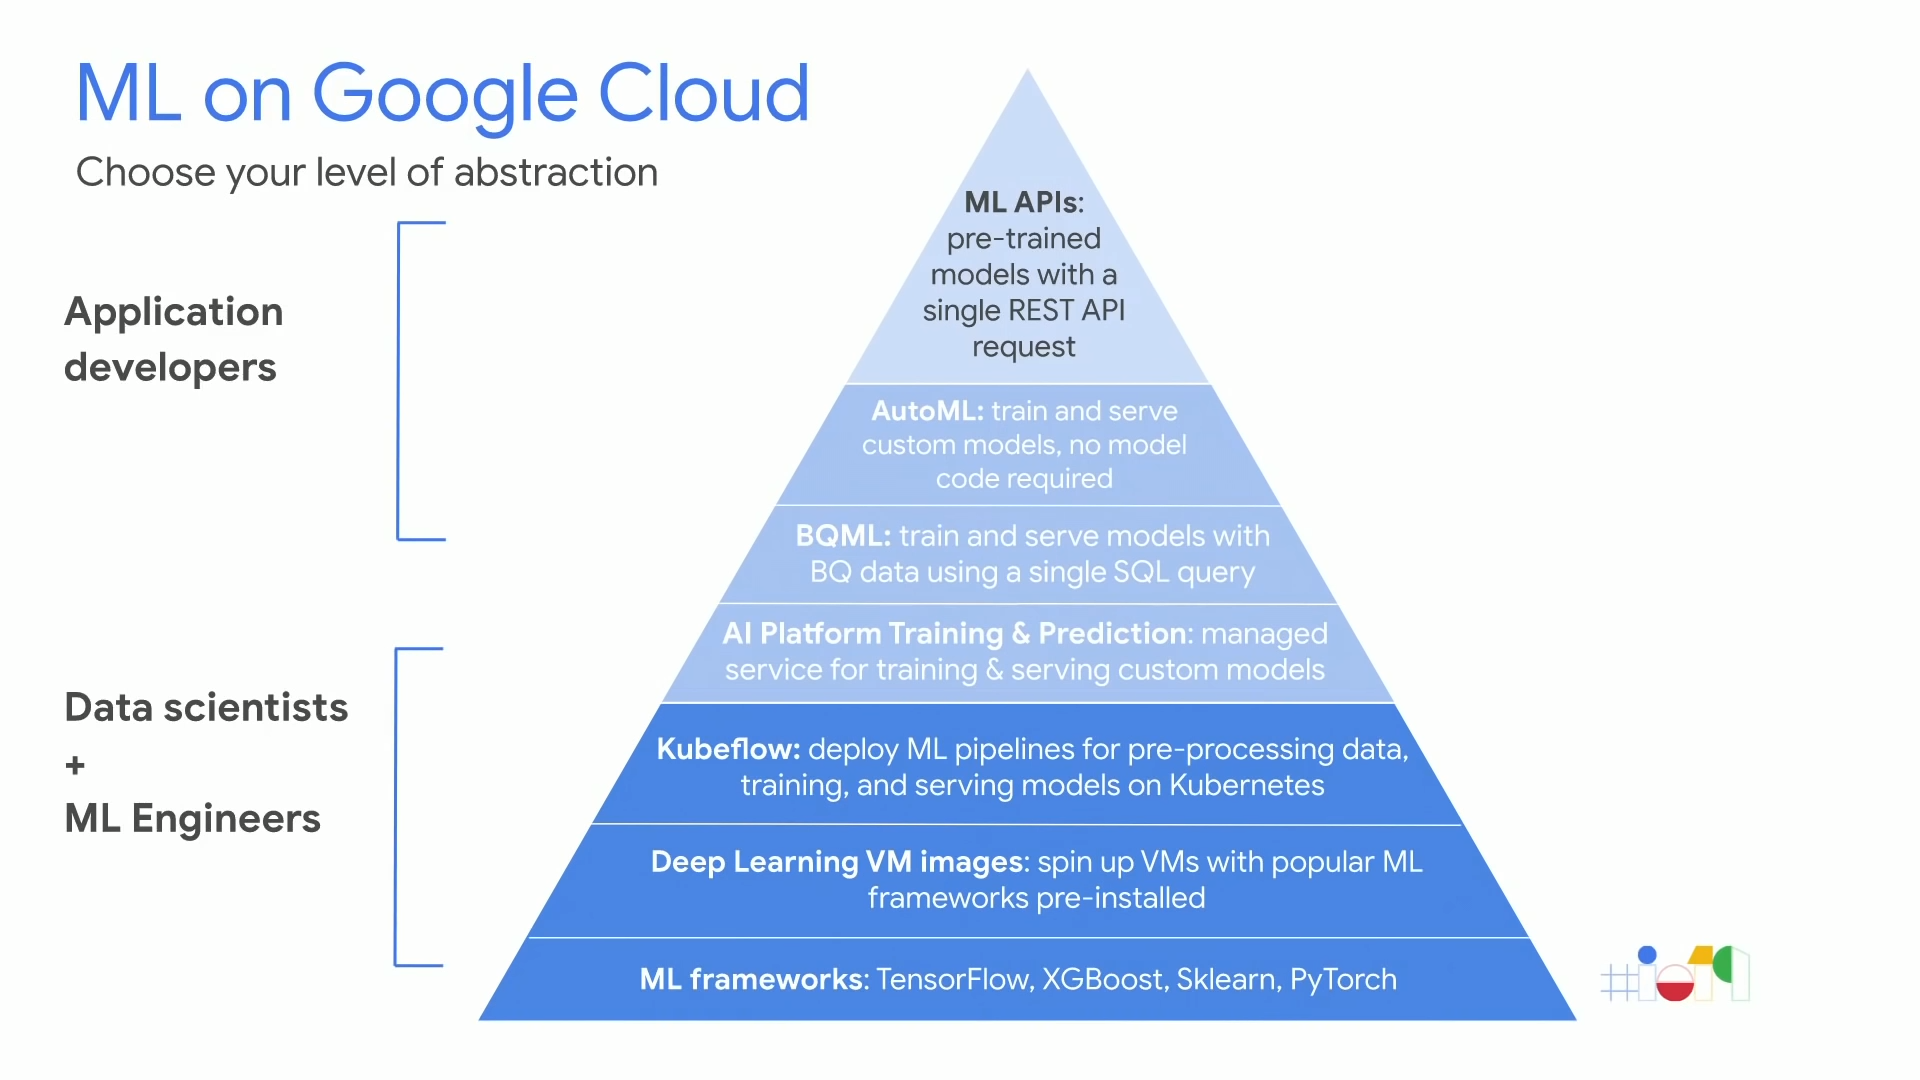 ML on Google Cloud
Choose your level of abstraction
Application
developers
Data scientists
+
ML Engineers
ML APIs:
pre-trained
models with a
single REST API
request
AutoML: train and serve
custom models, no model
code required
BQML: train and serve models with
BQ data using a single SQL query
AI Platform Training & Prediction: managed
service for training & serving custom models
Kubeflow: deploy ML pipelines for pre-processing data,
training, and serving models on Kubernetes
Deep Learning VM images: spin up VMs with popular ML
frameworks pre-installed
ML frameworks: TensorFlow, XGBoost, Sklearn, PyTorch
#io19